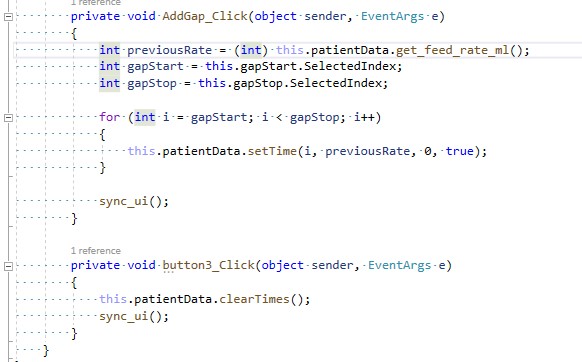 1 reference
private void AddGap_Click(object sender, EventArgs e)
{
int previousRate = (int) this.patientData.get_feed_rate_ml();
int gapStart = this.gapStart.SelectedIndex;
int gapStop = this.gapStop.SelectedIndex;
for (int i = gapStart; i < gapStop; i++)
{
this.patientData.setTime(i, previousRate, 0, true);
}
sync_ui();
}
1 reference
private void button3_Click(object sender, EventArgs e)
{
this.patientData.clearTimes();
sync_ui();
}
}